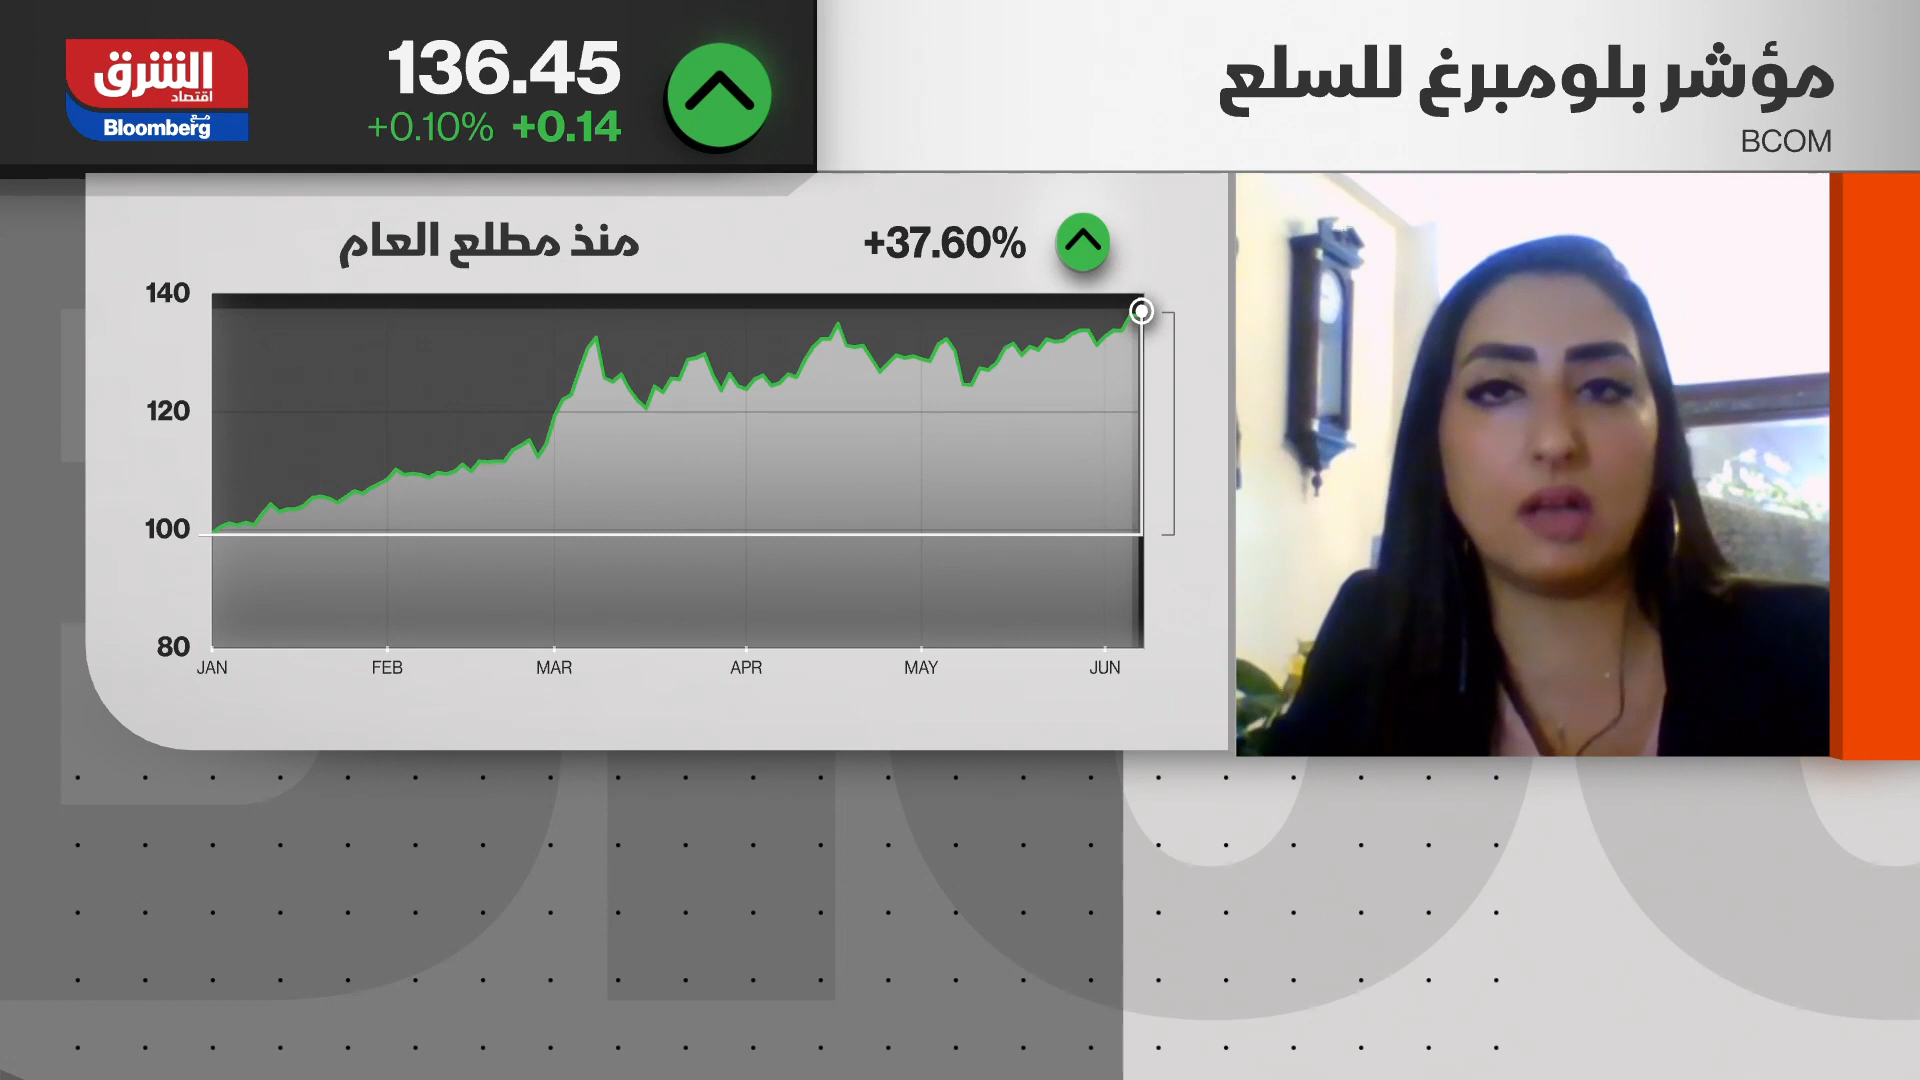 الشرق
اقتصاد
مع
Bloomberg
136.45
+0.10% +0.14
مؤشر بلومبرغ للسلع
BCOM
منذ مطلع العام
+37.60%
140
120
100
80
JAN FEB MAR APR MAY JUN